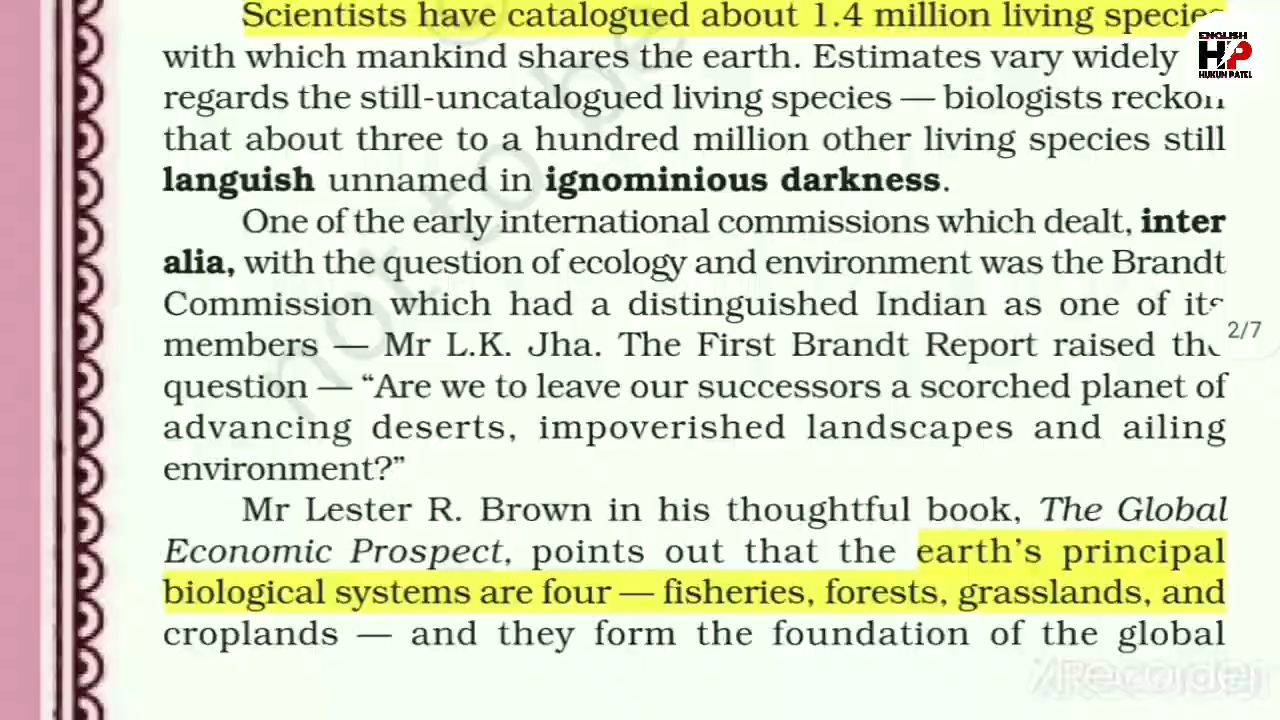 Scientists have catalogued about 1.4 million living species
with which mankind shares the earth. Estimates vary widely
regards the still-uncatalogued living species — biologists reckon
that about three to a hundred million other living species still
languish unnamed in ignominious darkness.
One of the early international commissions which dealt, inter
alia, with the question of ecology and environment was the Brandt
Commission which had a distinguished Indian as one of its
members — Mr L.K. Jha. The First Brandt Report raised the
question — “Are we to leave our successors a scorched planet of
advancing deserts, impoverished landscapes and ailing
environment?”
Mr Lester R. Brown in his thoughtful book, The Global
Economic Prospect, points out that the earth’s principal
biological systems are four — fisheries, forests, grasslands, and
croplands — and they form the foundation of the global
ENGLISH
HP
HUKUN PATEL
2/7
not to be
XRecorder